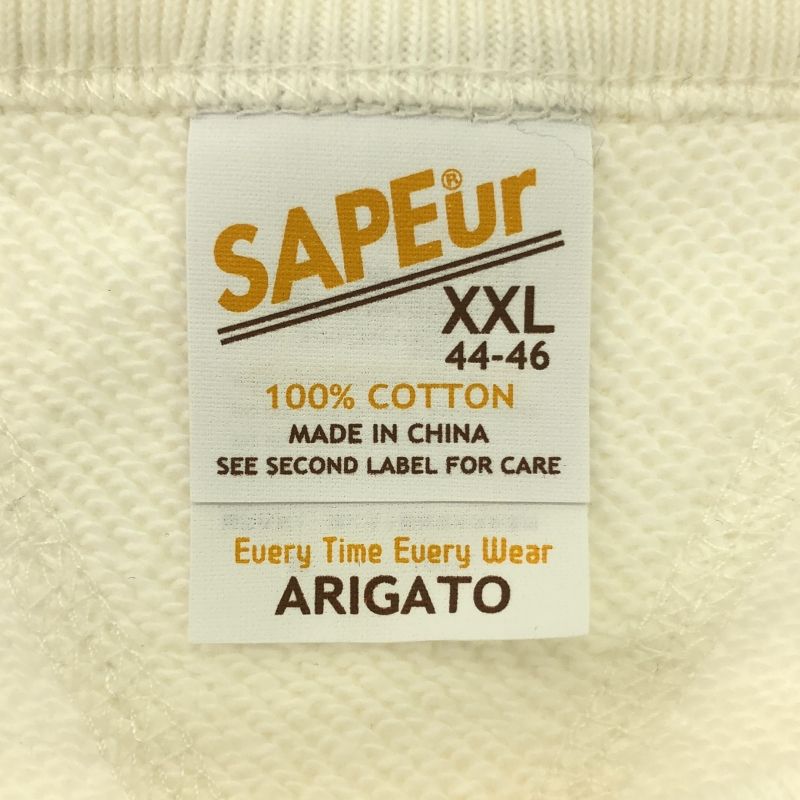 SAPEur®
XXL
44-46
100% COTTON
MADE IN CHINA
SEE SECOND LABEL FOR CARE
Every Time Every Wear
ARIGATO